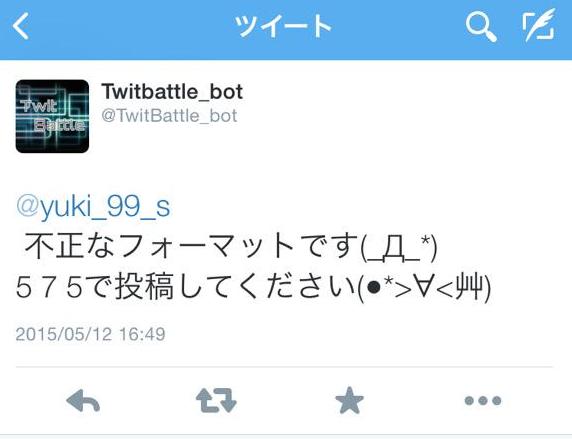 ツイート
Twit
Battle
Twitbattle_bot
@TwitBattle_bot
@yuki_99_s
不正なフォーマットです(_Д_*)
5 7 5で投稿してください(●*>∀<艸)
2015/05/12 16:49